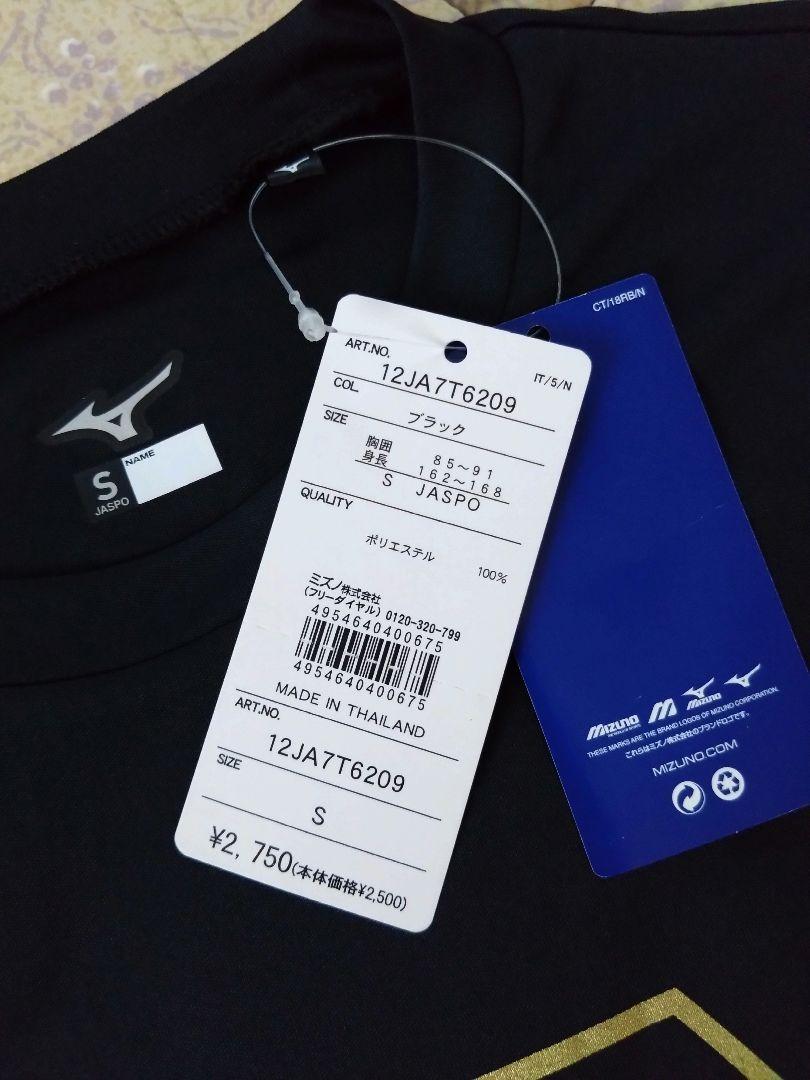 S
JASPO
NAME
ART.NO.
12JA7T6209
IT/5/N
COL.
ブラック
SIZE
胸囲 85~91
身長 162~168
S JASPO
QUALITY
ポリエステル 100%
ミズノ株式会社
(フリーダイヤル) 0120-320-799
4954640400675
4954640400675
MADE IN THAILAND
ART.NO.
12JA7T6209
SIZE
S
¥2,750(本体価格¥2,500)
CT/18RB/N
MIZUNO
MIZUNO
THESE MARKS ARE THE BRAND LOGOS OF MIZUNO CORPORATION.
これらはミズノ株式会社のブランドロゴです。
MIZUNO.COM